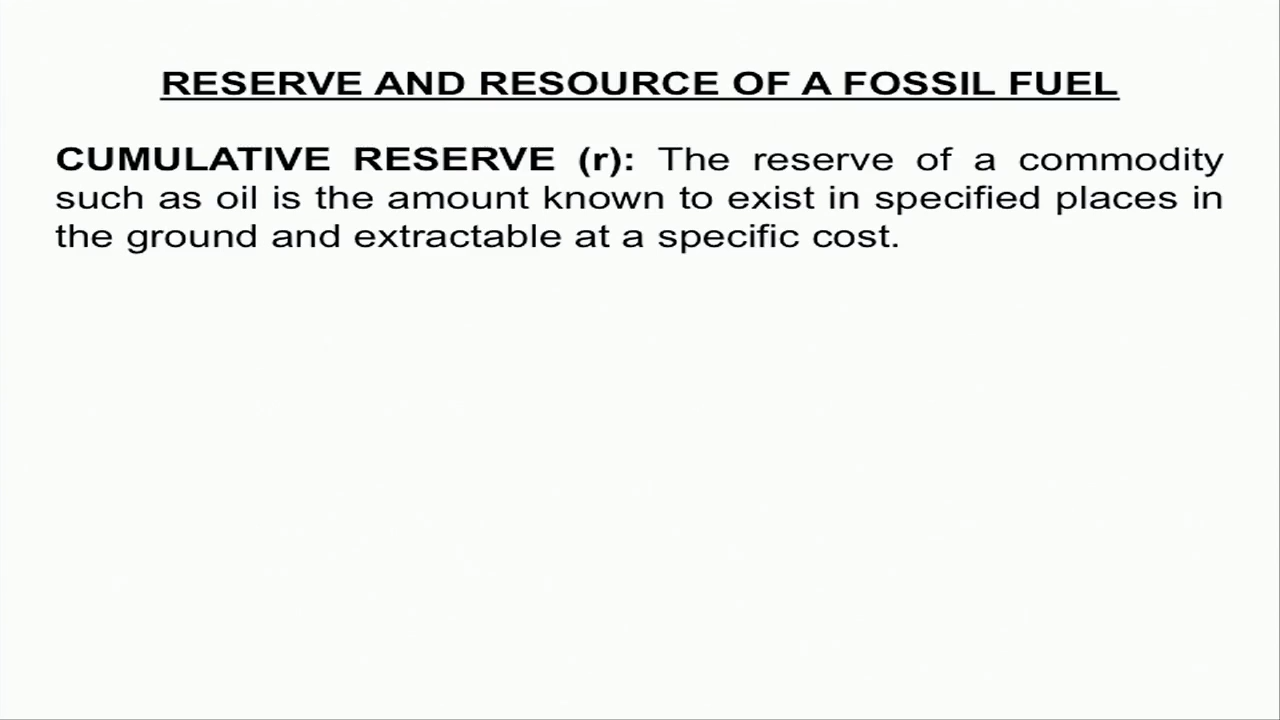 RESERVE AND RESOURCE OF A FOSSIL FUEL
CUMULATIVE RESERVE (r): The reserve of a commodity
such as oil is the amount known to exist in specified places in
the ground and extractable at a specific cost.